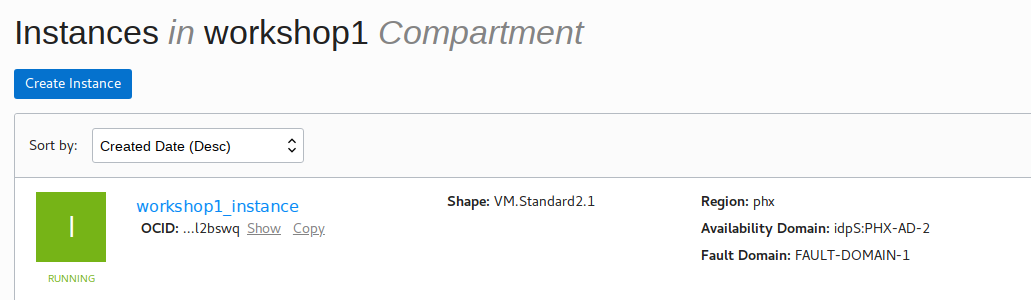 Instances in workshop1 Compartment
Create Instance
Sort by: Created Date (Desc)
I
RUNNING
workshop1_instance
OCID: ...l2bswq Show Copy
Shape: VM.Standard2.1
Region: phx
Availability Domain: idpS:PHX-AD-2
Fault Domain: FAULT-DOMAIN-1